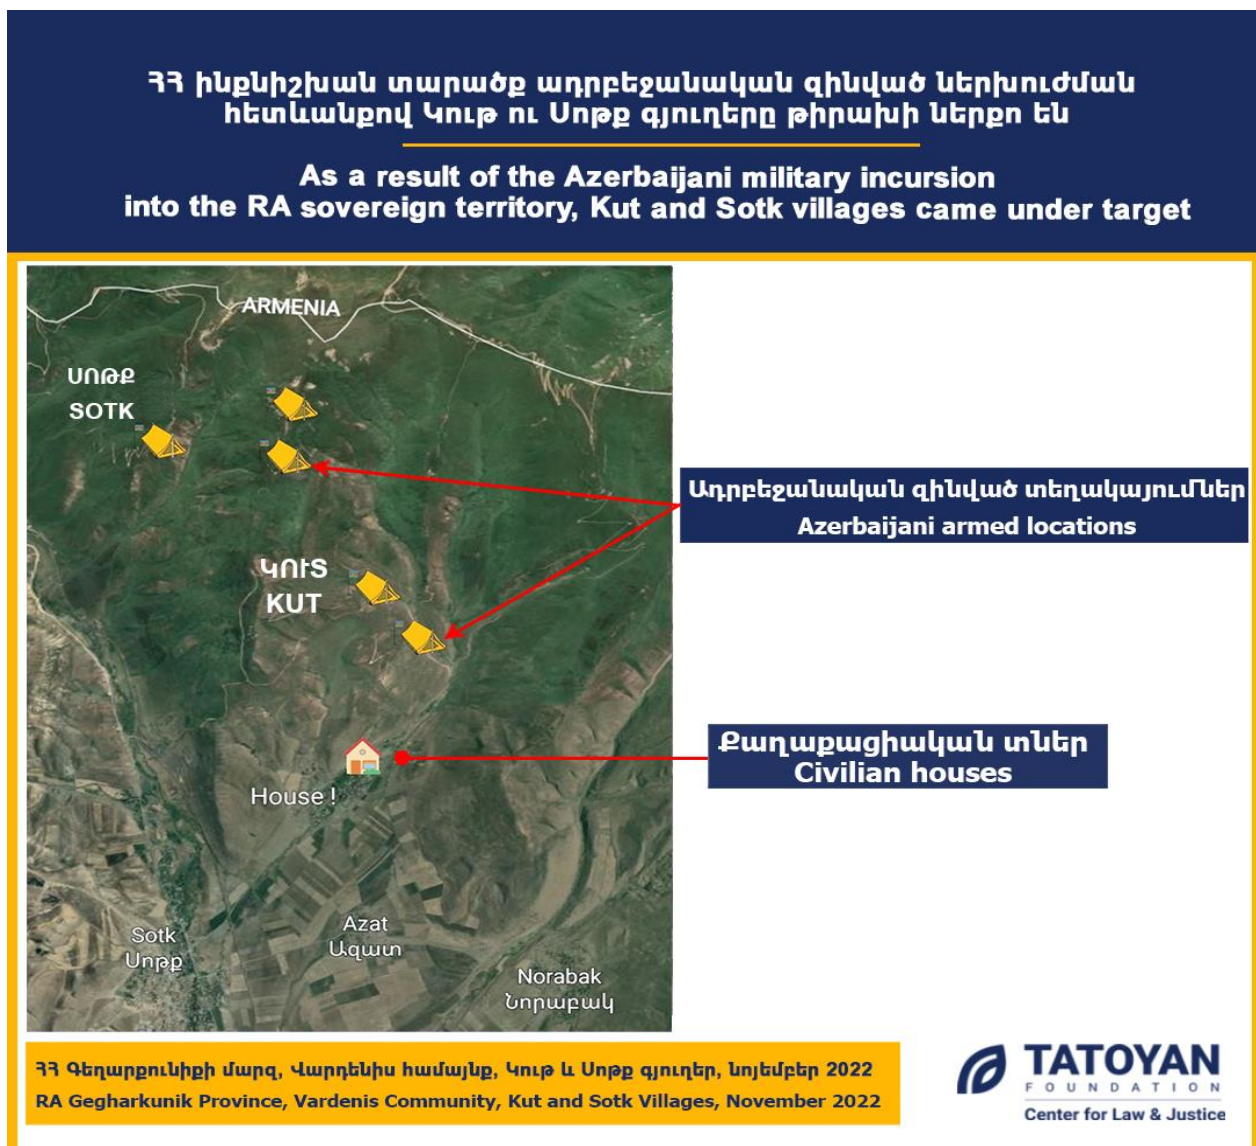 ՀՀ ինքնիշխան տարածք ադրբեջանական զինված ներխուժման
հետևանքով Կութ ու Սոթք գյուղերը թիրախի ներքո են
As a result of the Azerbaijani military incursion
into the RA sovereign territory, Kut and Sotk villages came under target
ARMENIA
ՍՈԹՔ
SOTK
Ադրբեջանական զինված տեղակայումներ
Azerbaijani armed locations
ԿՈՒՏ
KUT
Քաղաքացիական տներ
Civilian houses
House !
Sotk
Սոթք
Azat
Ազատ
Norabak
Նորաբակ
ՀՀ Գեղարքունիքի մարզ, Վարդենիս համայնք, Կութ և Սոթք գյուղեր, նոյեմբեր 2022
RA Gegharkunik Province, Vardenis Community, Kut and Sotk Villages, November 2022
TATOYAN
FOUNDATION
Center for Law & Justice